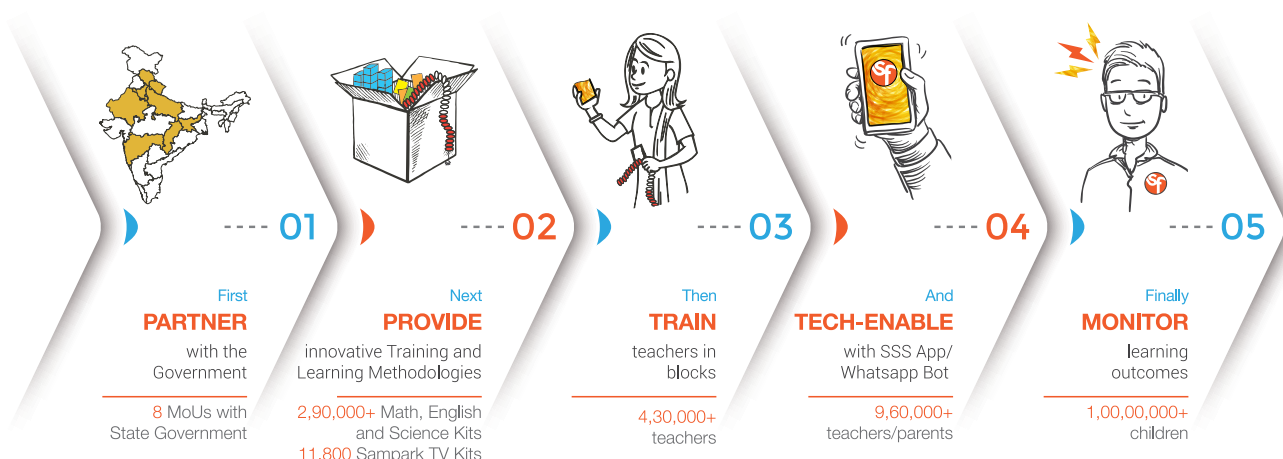 01
First
PARTNER
with the
Government
8 MoUs with
State Government
02
Next
PROVIDE
innovative Training and
Learning Methodologies
2,90,000+ Math, English
and Science Kits
11,800 Sampark TV Kits
03
Then
TRAIN
teachers in
blocks
4,30,000+
teachers
sf
04
And
TECH-ENABLE
with SSS App/
Whatsapp Bot
9,60,000+
teachers/parents
sf
05
Finally
MONITOR
learning
outcomes
1,00,00,000+
children